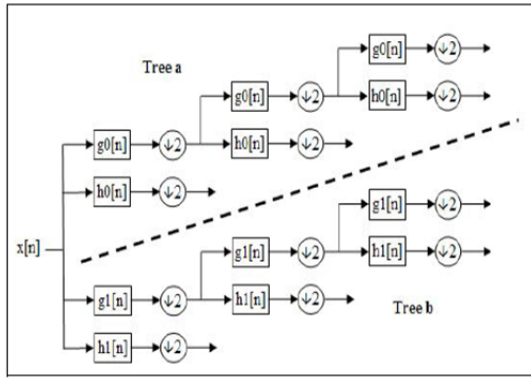 g0[n] ↓2
Tree a
g0[n] ↓2 h0[n] ↓2
g0[n] ↓2 h0[n] ↓2
h0[n] ↓2
g1[n] ↓2
x[n]
g1[n] ↓2 h1[n] ↓2
g1[n] ↓2 h1[n] ↓2
Tree b
h1[n] ↓2